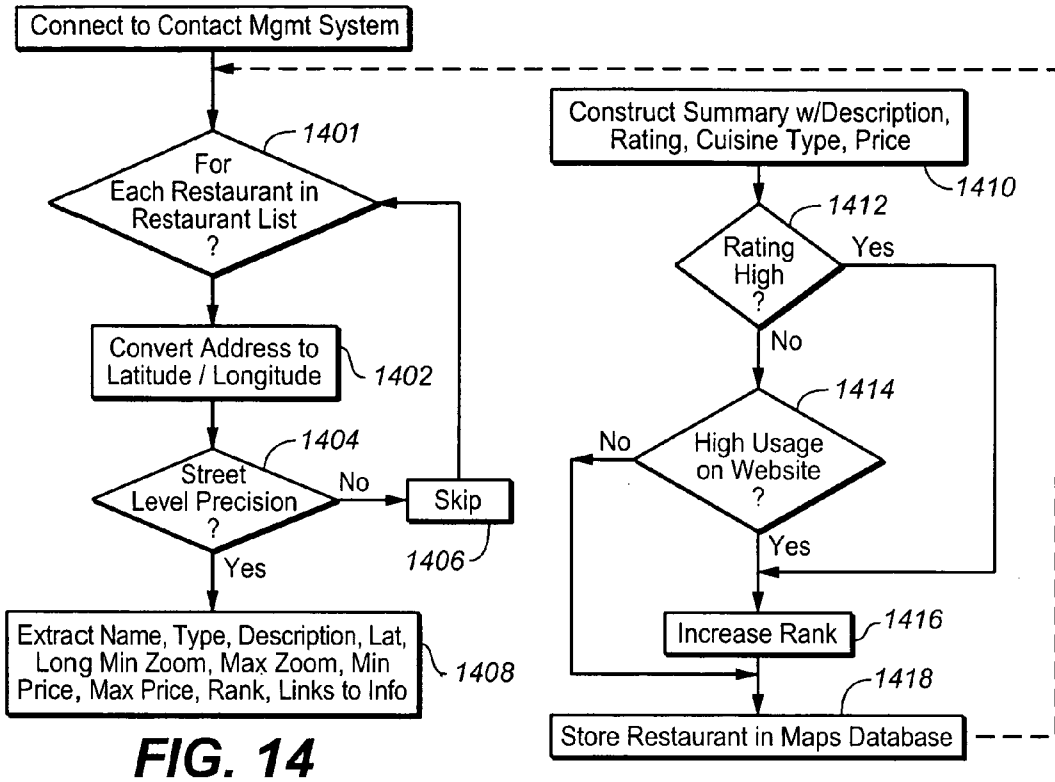 Connect to Contact Mgmt System
1401
For
Each Restaurant in
Restaurant List
?
Convert Address to
Latitude / Longitude
1402
1404
Street
Level Precision
?
No
Skip
1406
Yes
Extract Name, Type, Description, Lat,
Long Min Zoom, Max Zoom, Min
Price, Max Price, Rank, Links to Info
1408
Construct Summary w/Description,
Rating, Cuisine Type, Price
1410
1412
Rating
High
?
Yes
No
1414
High Usage
on Website
?
No
Yes
Increase Rank
1416
1418
Store Restaurant in Maps Database
FIG. 14